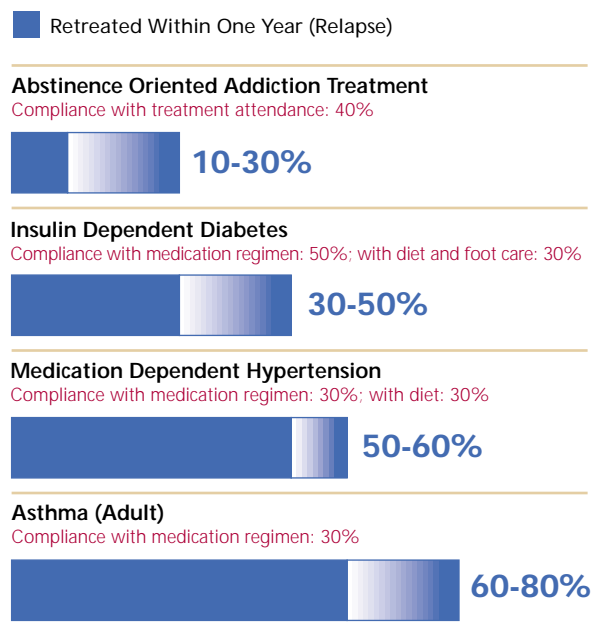 Retreated Within One Year (Relapse)
Abstinence Oriented Addiction Treatment
Compliance with treatment attendance: 40%
10-30%
Insulin Dependent Diabetes
Compliance with medication regimen: 50%; with diet and foot care: 30%
30-50%
Medication Dependent Hypertension
Compliance with medication regimen: 30%; with diet: 30%
50-60%
Asthma (Adult)
Compliance with medication regimen: 30%
60-80%